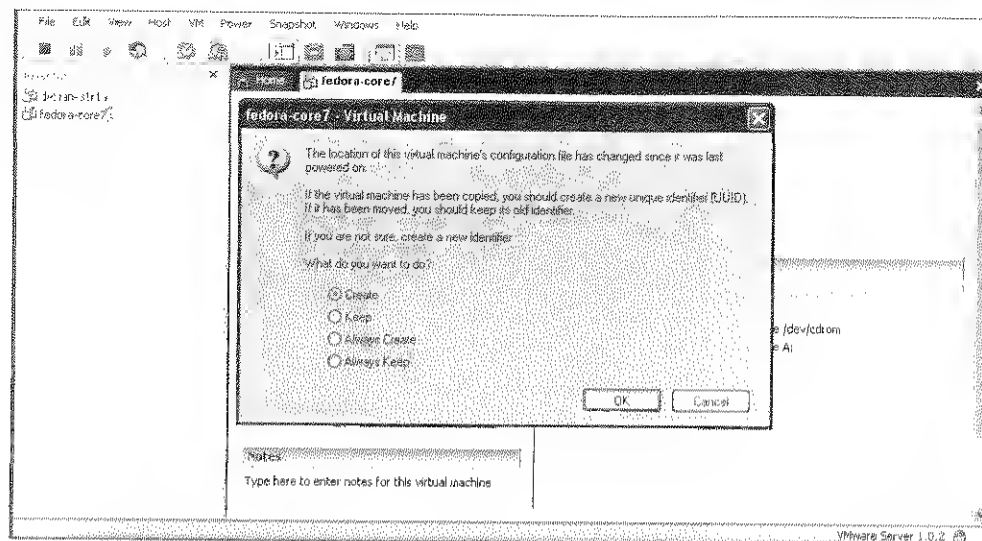 File Edit View Host VM Power Snapshot Windows Help
Home
fedora-core7
fedora-core7
fedora-core7 - Virtual Machine
The location of this virtual machine's configuration file has changed since it was last
powered on.
If the virtual machine has been copied, you should create a new unique identifier (UUID).
If it has been moved, you should keep its old identifier.
If you are not sure, create a new identifier
What do you want to do?
Create
Keep
Always Create
Always Keep
OK Cancel
/dev/cdrom
A:
Notes
Type here to enter notes for this virtual machine
VMware Server 1.0.2